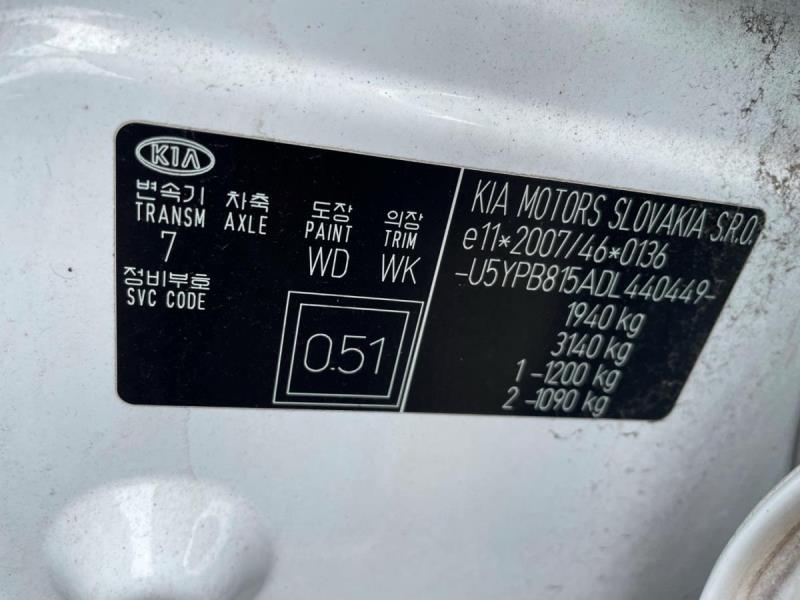 KIA
변속기 차축 도장 의장
TRANSM AXLE PAINT TRIM
7 WD WK
정비부호
SVC CODE
0.51
KIA MOTORS SLOVAKIA S.R.O.
e11*2007/46*0136
-U5YPB815ADL440449-
1940 kg
3140 kg
1 -1200 kg
2 -1090 kg